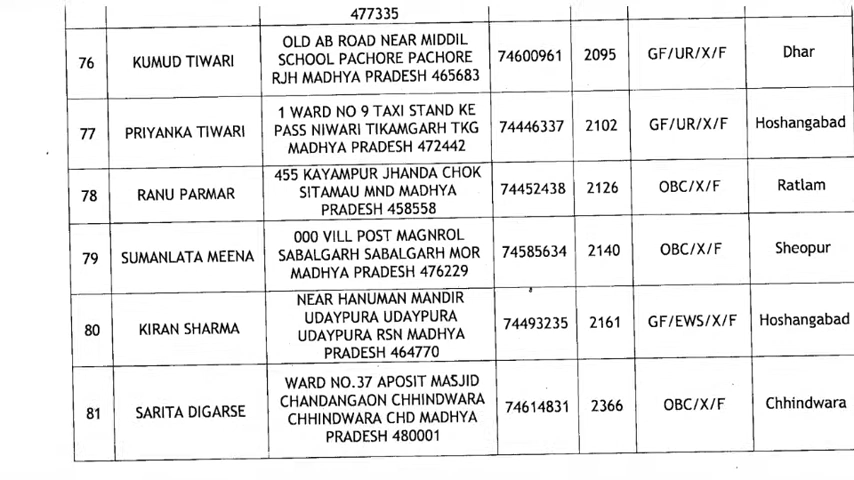 477335
76 KUMUD TIWARI OLD AB ROAD NEAR MIDDIL SCHOOL PACHORE PACHORE RJH MADHYA PRADESH 465683 74600961 2095 GF/UR/X/F Dhar
77 PRIYANKA TIWARI 1 WARD NO 9 TAXI STAND KE PASS NIWARI TIKAMGARH TKG MADHYA PRADESH 472442 74446337 2102 GF/UR/X/F Hoshangabad
78 RANU PARMAR 455 KAYAMPUR JHANDA CHOK SITAMAU MND MADHYA PRADESH 458558 74452438 2126 OBC/X/F Ratlam
79 SUMANLATA MEENA 000 VILL POST MAGNROL SABALGARH SABALGARH MOR MADHYA PRADESH 476229 74585634 2140 OBC/X/F Sheopur
80 KIRAN SHARMA NEAR HANUMAN MANDIR UDAYPURA UDAYPURA UDAYPURA RSN MADHYA PRADESH 464770 74493235 2161 GF/EWS/X/F Hoshangabad
81 SARITA DIGARSE WARD NO.37 APOSIT MASJID CHANDANGAON CHHINDWARA CHHINDWARA CHD MADHYA PRADESH 480001 74614831 2366 OBC/X/F Chhindwara